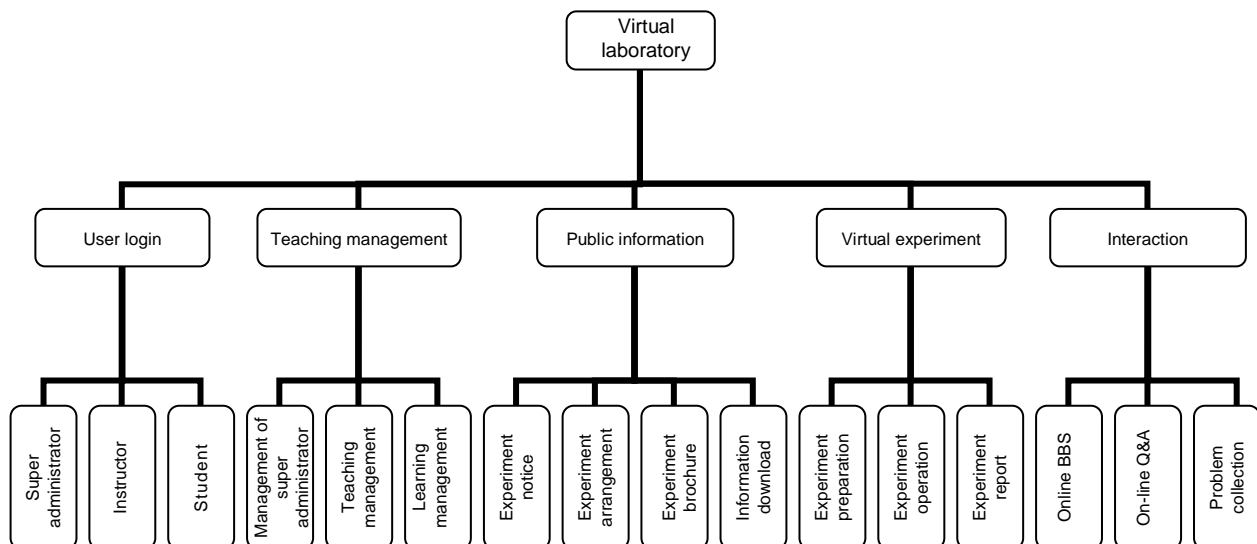 Virtual
laboratory
User login
Teaching management
Public information
Virtual experiment
Interaction
Super
administrator
Instructor
Student
Management of
super
administrator
Teaching
management
Learning
management
Experiment
notice
Experiment
arrangement
Experiment
brochure
Information
download
Experiment
preparation
Experiment
operation
Experiment
report
Online BBS
On-line Q&A
Problem
collection